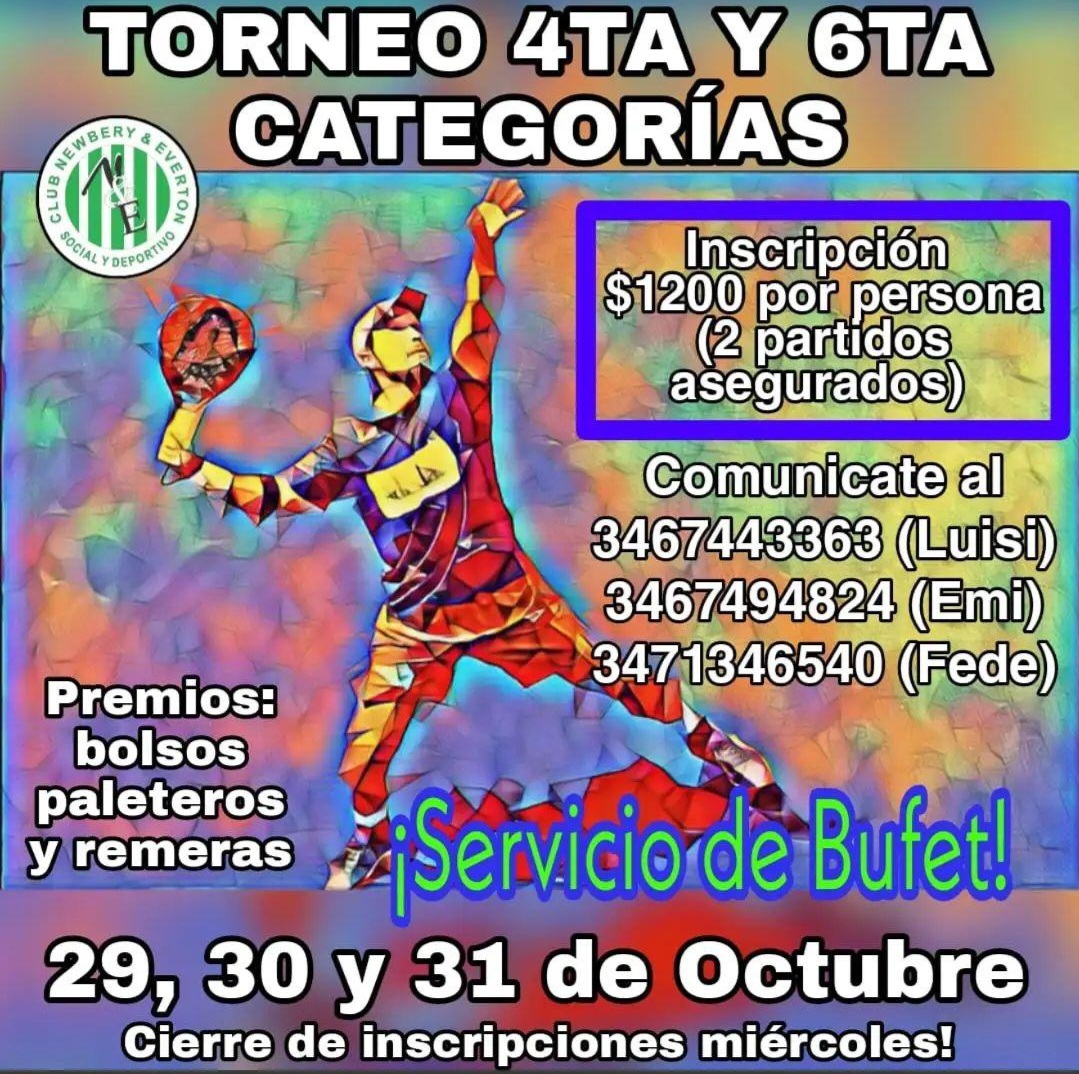 TORNEO 4TA Y 6TA
CATEGORÍAS
CLUB NEWBERY & EVERTON
N&E
SOCIAL Y DEPORTIVO
Inscripción
$1200 por persona
(2 partidos
asegurados)
Comunicate al
3467443363 (Luisi)
3467494824 (Emi)
3471346540 (Fede)
Premios:
bolsos
paleteros
y remeras
¡Servicio de Bufet!
29, 30 y 31 de Octubre
Cierre de inscripciones miércoles!